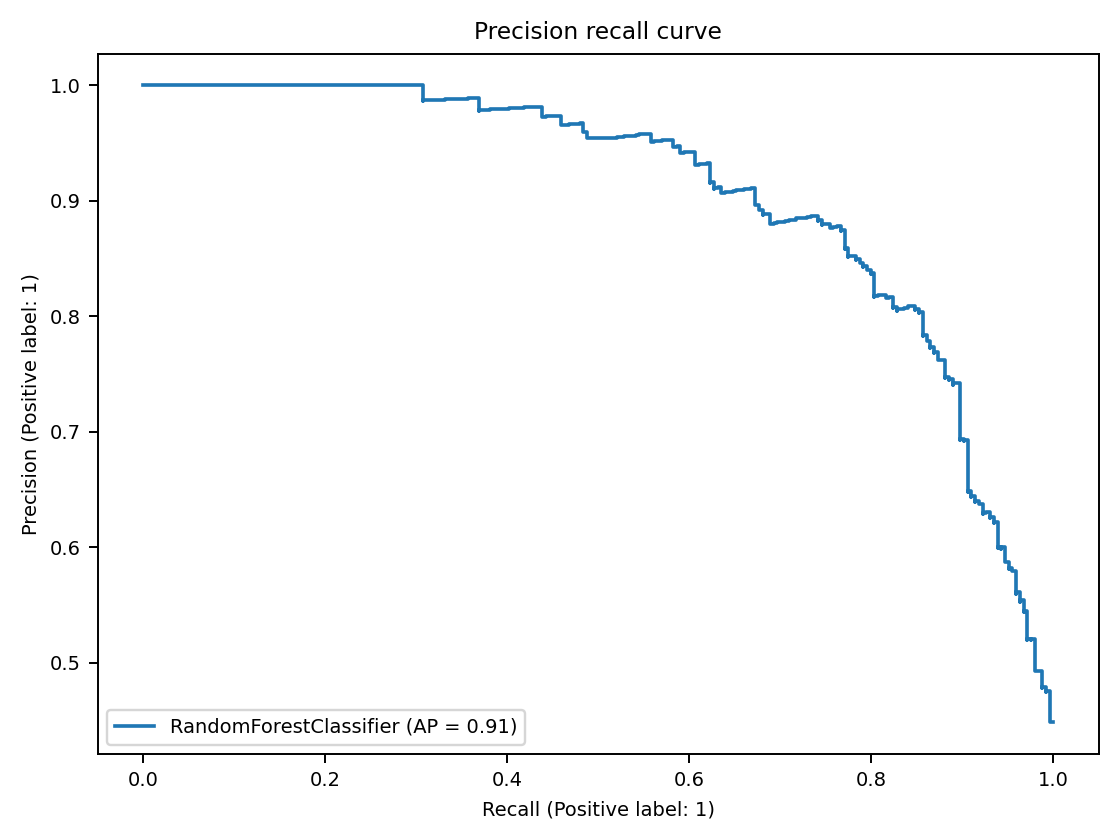 Precision recall curve
1.0
0.9
0.8
0.7
0.6
0.5
Precision (Positive label: 1)
RandomForestClassifier (AP = 0.91)
0.0 0.2 0.4 0.6 0.8 1.0
Recall (Positive label: 1)